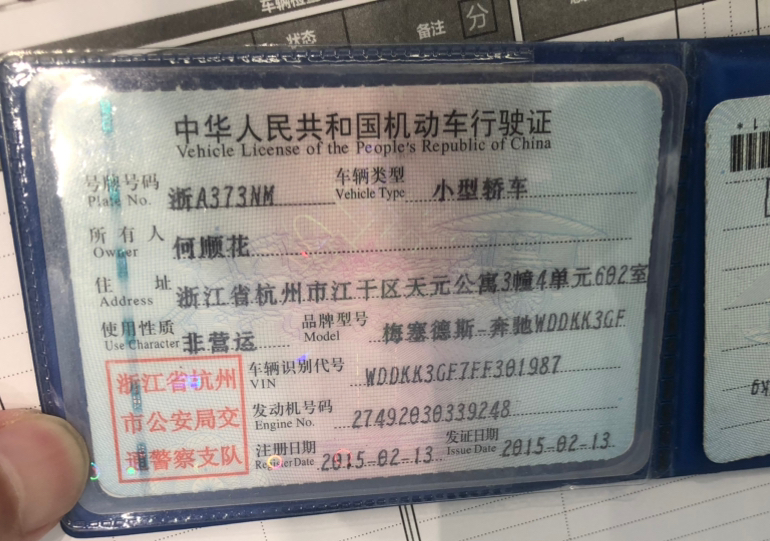 车辆检查
状态 备注 分
中华人民共和国机动车行驶证
Vehicle License of the People's Republic of China
号牌号码 浙A373NM 车辆类型 小型轿车
Plate No. Vehicle Type
所有人 何顺花
Owner
住址 浙江省杭州市江干区天元公寓3幢4单元602室
Address
使用性质 非营运 品牌型号 梅塞德斯-奔驰WDDKK3GF
Use Character Model
浙江省杭州
市公安局交
通警察支队
车辆识别代号 WDDKK3GF7FF301987
VIN
发动机号码 27492030339248
Engine No.
注册日期 2015-02-13 发证日期 2015-02-13
Register Date Issue Date